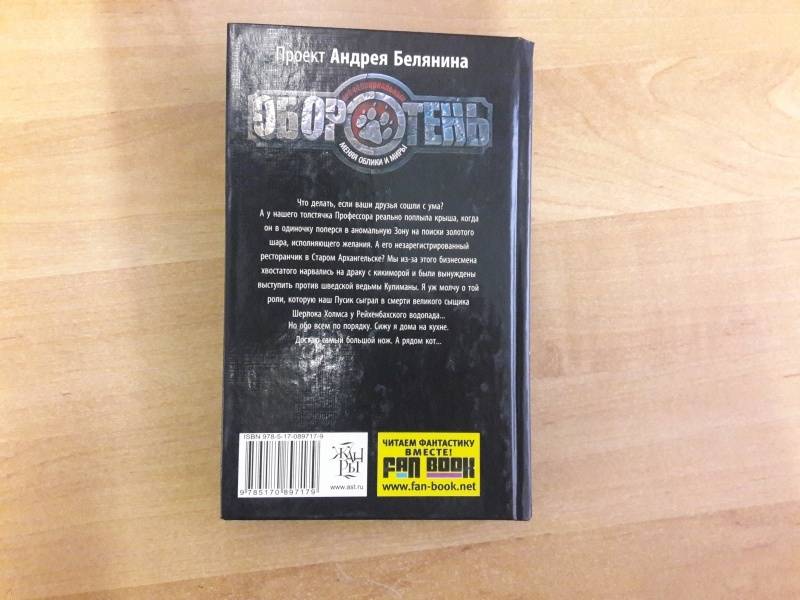 Проект Андрея Белянина
ОБОРОТЕНЬ
МЕНЯЯ ОБЛИКИ И МИРЫ
Что делать, если ваши друзья сошли с ума?
А у нашего толстячка Профессора реально поплыла крыша, когда
он в одиночку поперся в аномальную Зону на поиски золотого
шара, исполняющего желания. А его незарегистрированный
ресторанчик в Старом Архангельске? Мы из-за этого бизнесмена
хвостатого нарвались на драку с кикиморой и были вынуждены
выступить против шведской ведьмы Кулиманы. Я уж молчу о той
роли, которую наш Пусик сыграл в смерти великого сыщика
Шерлока Холмса у Рейхенбахского водопада...
Но обо всем по порядку. Сижу я дома на кухне.
Достаю самый большой нож. А рядом кот...
ISBN 978-5-17-089717-9
ЖАНРЫ
www.ast.ru
9 785170 897179
ЧИТАЕМ ФАНТАСТИКУ
ВМЕСТЕ!
FAN BOOK
www.fan-book.net